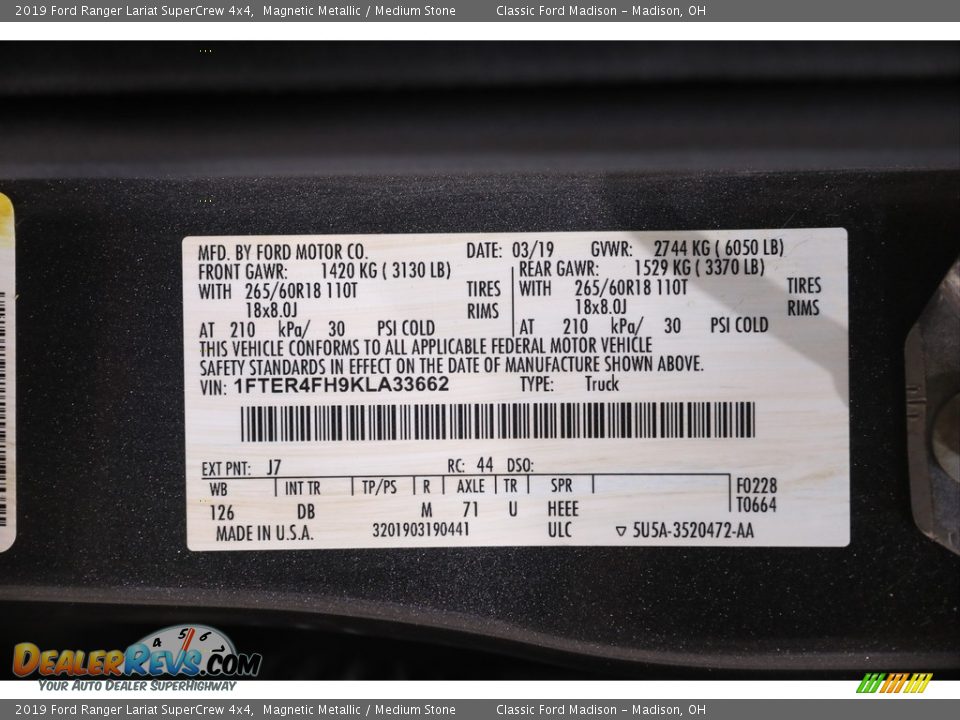 2019 Ford Ranger Lariat SuperCrew 4x4, Magnetic Metallic / Medium Stone Classic Ford Madison – Madison, OH
MFD. BY FORD MOTOR CO. DATE: 03/19 GVWR: 2744 KG ( 6050 LB)
FRONT GAWR: 1420 KG ( 3130 LB) REAR GAWR: 1529 KG ( 3370 LB)
WITH 265/60R18 110T TIRES WITH 265/60R18 110T TIRES
18x8.0J RIMS 18x8.0J RIMS
AT 210 kPa/ 30 PSI COLD AT 210 kPa/ 30 PSI COLD
THIS VEHICLE CONFORMS TO ALL APPLICABLE FEDERAL MOTOR VEHICLE
SAFETY STANDARDS IN EFFECT ON THE DATE OF MANUFACTURE SHOWN ABOVE.
VIN: 1FTER4FH9KLA33662 TYPE: Truck
EXT PNT: J7 RC: 44 DSO:
WB INT TR TP/PS R AXLE TR SPR F0228
126 DB M 71 U HEEE T0664
MADE IN U.S.A. 3201903190441 ULC ▽ 5U5A-3520472-AA
4 5 6
DEALERREVS.COM
YOUR AUTO DEALER SUPERHIGHWAY
2019 Ford Ranger Lariat SuperCrew 4x4, Magnetic Metallic / Medium Stone Classic Ford Madison – Madison, OH